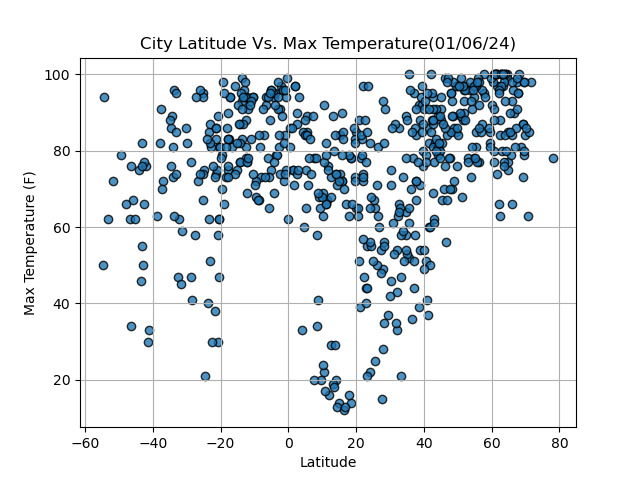 City Latitude Vs. Max Temperature(01/06/24)
100
80
60
40
20
Max Temperature (F)
−60 −40 −20 0 20 40 60 80
Latitude